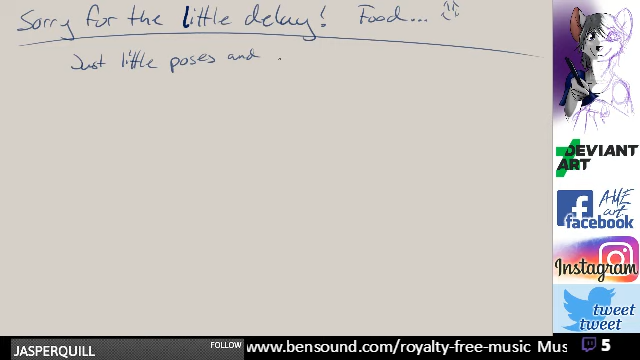 Sorry for the little delay! Food...
Just little poses and
DEVIANT
ART
AME
art
facebook
Instagram
tweet
tweet
JASPERQUILL
FOLLOW
www.bensound.com/royalty-free-music Mus
5